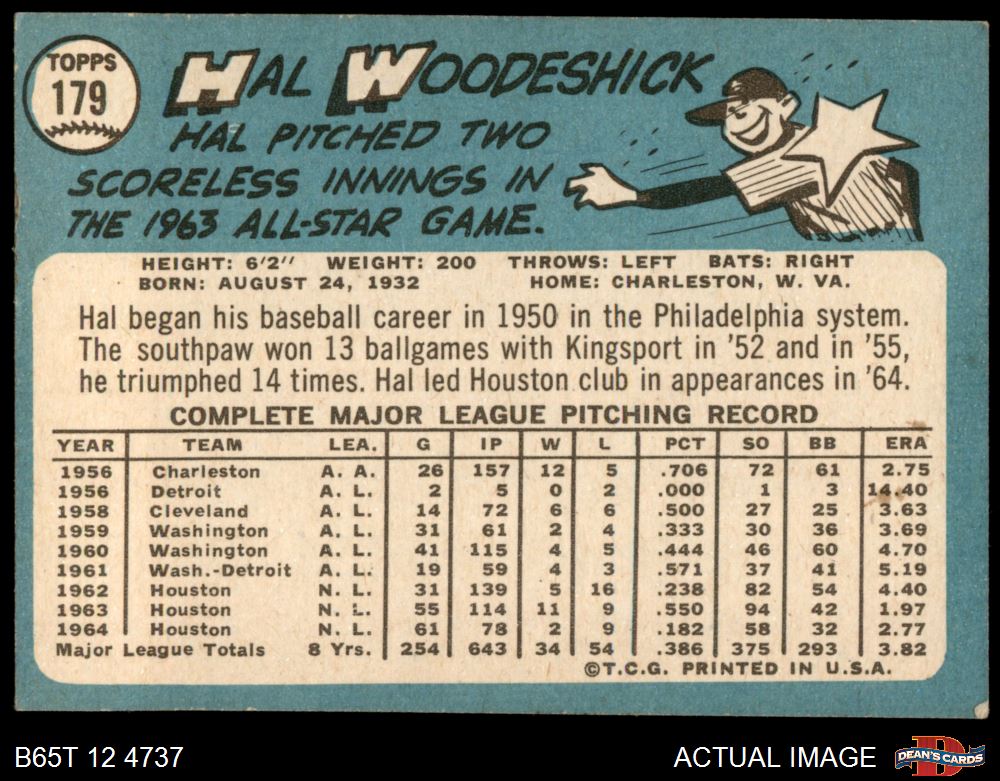 TOPPS
179
HAL WOODESHICK
HAL PITCHED TWO
SCORELESS INNINGS IN
THE 1963 ALL-STAR GAME.
HEIGHT: 6'2" WEIGHT: 200 THROWS: LEFT BATS: RIGHT
BORN: AUGUST 24, 1932 HOME: CHARLESTON, W. VA.
Hal began his baseball career in 1950 in the Philadelphia system.
The southpaw won 13 ballgames with Kingsport in '52 and in '55,
he triumphed 14 times. Hal led Houston club in appearances in '64.
COMPLETE MAJOR LEAGUE PITCHING RECORD
YEAR TEAM LEA. G IP W L PCT SO BB ERA
1956 Charleston A. A. 26 157 12 5 .706 72 61 2.75
1956 Detroit A. L. 2 5 0 2 .000 1 3 14.40
1958 Cleveland A. L. 14 72 6 6 .500 27 25 3.63
1959 Washington A. L. 31 61 2 4 .333 30 36 3.69
1960 Washington A. L. 41 115 4 5 .444 46 60 4.70
1961 Wash.-Detroit A. L. 19 59 4 3 .571 37 41 5.19
1962 Houston N. L. 31 139 5 16 .238 82 54 4.40
1963 Houston N. L. 55 114 11 9 .550 94 42 1.97
1964 Houston N. L. 61 78 2 9 .182 58 32 2.77
Major League Totals 8 Yrs. 254 643 34 54 .386 375 293 3.82
©T.C.G. PRINTED IN U.S.A.
B65T 12 4737 ACTUAL IMAGE DEAN'S CARDS